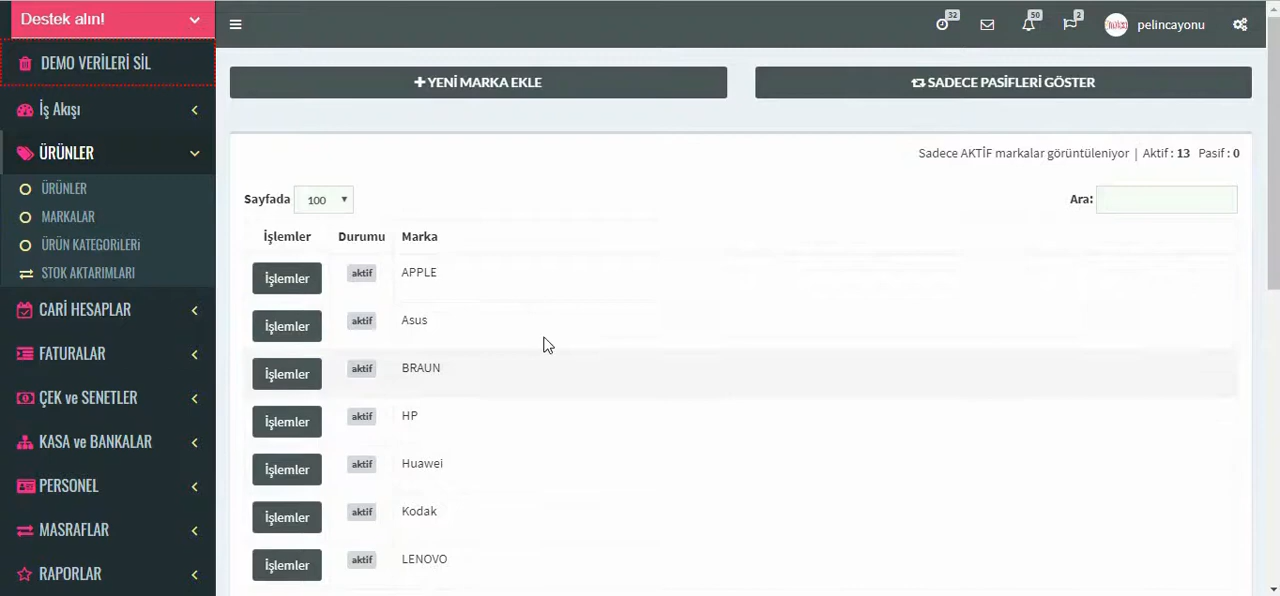 Destek alın!
32
50
2
pelincayonu
DEMO VERİLERİ SİL
İş Akışı
ÜRÜNLER
ÜRÜNLER
MARKALAR
ÜRÜN KATEGORiLERi
STOK AKTARIMLARI
CARİ HESAPLAR
FATURALAR
ÇEK ve SENETLER
KASA ve BANKALAR
PERSONEL
MASRAFLAR
RAPORLAR
YENİ MARKA EKLE
SADECE PASİFLERİ GÖSTER
Sadece AKTİF markalar görüntüleniyor | Aktif : 13 Pasif : 0
Sayfada 100
Ara:
İşlemler Durumu Marka
İşlemler aktif APPLE
İşlemler aktif Asus
İşlemler aktif BRAUN
İşlemler aktif HP
İşlemler aktif Huawei
İşlemler aktif Kodak
İşlemler aktif LENOVO